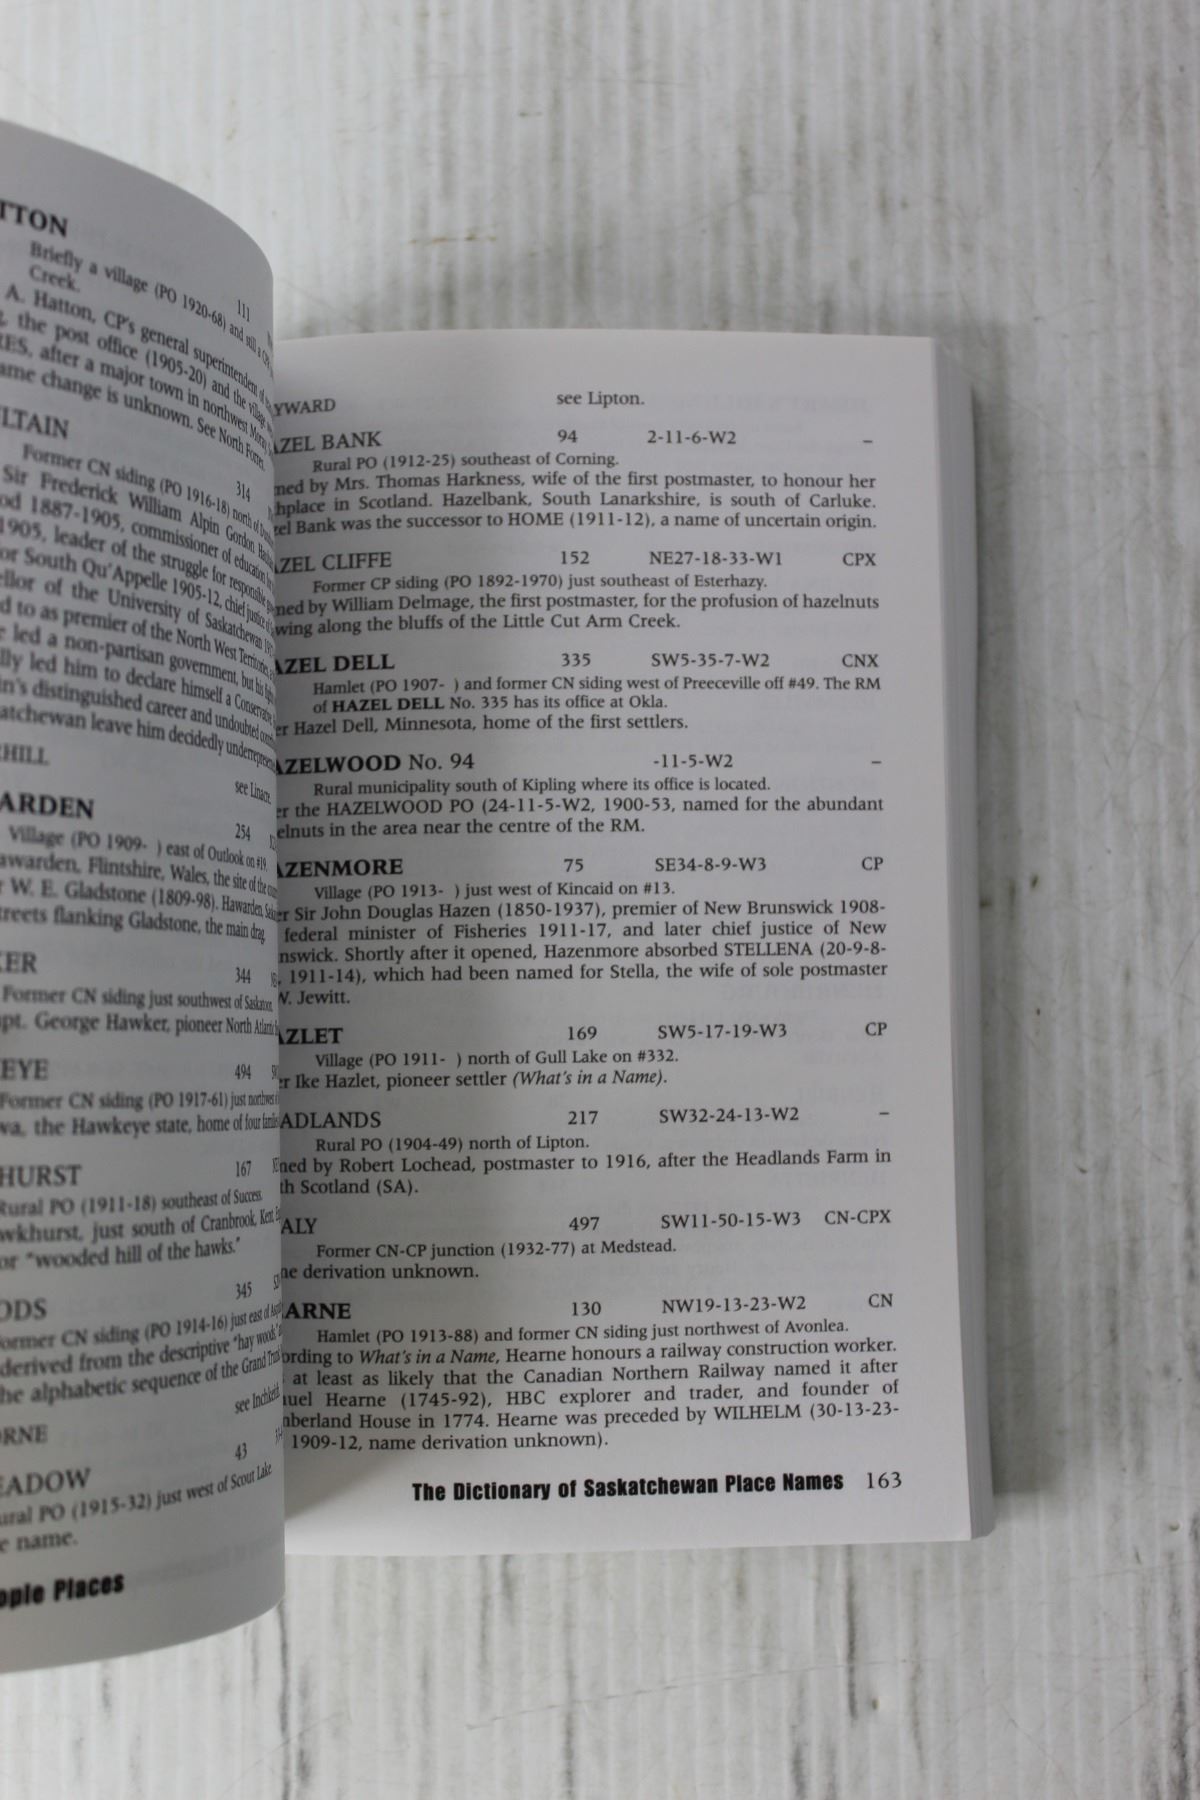 TTON
111
Briefly a village (PO 1920-68) and still a CP
Creek.
A. Hatton, CP's general superintendent of
the post office (1905-20) and the village
RES, after a major town in northwest Moray
ame change is unknown. See North Forres.
LTAIN
314
Former CN siding (PO 1916-18) north of
Sir Frederick William Alpin Gordon
od 1887-1905, commissioner of education
1905, leader of the struggle for responsible
or South Qu'Appelle 1905-12, chief justice of
ellor of the University of Saskatchewan
d to as premier of the North West Territories,
e led a non-partisan government, but his
lly led him to declare himself a Conservative
in's distinguished career and undoubted
atchewan leave him decidedly
HILL
see Linacre.
ARDEN
254
Village (PO 1909- ) east of Outlook on #19.
awarden, Flintshire, Wales, the site of the
r W. E. Gladstone (1809-98). Hawarden,
treets flanking Gladstone, the main drag.
KER
344
Former CN siding just southwest of Saskatoon.
pt. George Hawker, pioneer North Atlantic
EYE
494
Former CN siding (PO 1917-61) just northwest
wa, the Hawkeye state, home of four families
HURST
167
Rural PO (1911-18) southeast of Success.
wkhurst, just south of Cranbrook, Kent,
or "wooded hill of the hawks."
ODS
345
ormer CN siding (PO 1914-16) just east of
derived from the descriptive "hay woods"
he alphabetic sequence of the Grand Trunk
see Inchkeith.
ORNE
EADOW
43
ural PO (1915-32) just west of Scout Lake
e name.
ople Places
YWARD see Lipton.
AZEL BANK 94 2-11-6-W2 –
Rural PO (1912-25) southeast of Corning.
ned by Mrs. Thomas Harkness, wife of the first postmaster, to honour her
hplace in Scotland. Hazelbank, South Lanarkshire, is south of Carluke.
el Bank was the successor to HOME (1911-12), a name of uncertain origin.
AZEL CLIFFE 152 NE27-18-33-W1 CPX
Former CP siding (PO 1892-1970) just southeast of Esterhazy.
ned by William Delmage, the first postmaster, for the profusion of hazelnuts
wing along the bluffs of the Little Cut Arm Creek.
AZEL DELL 335 SW5-35-7-W2 CNX
Hamlet (PO 1907- ) and former CN siding west of Preeceville off #49. The RM
of HAZEL DELL No. 335 has its office at Okla.
er Hazel Dell, Minnesota, home of the first settlers.
AZELWOOD No. 94 -11-5-W2 –
Rural municipality south of Kipling where its office is located.
er the HAZELWOOD PO (24-11-5-W2, 1900-53, named for the abundant
elnuts in the area near the centre of the RM.
AZENMORE 75 SE34-8-9-W3 CP
Village (PO 1913- ) just west of Kincaid on #13.
er Sir John Douglas Hazen (1850-1937), premier of New Brunswick 1908-
federal minister of Fisheries 1911-17, and later chief justice of New
nswick. Shortly after it opened, Hazenmore absorbed STELLENA (20-9-8-
, 1911-14), which had been named for Stella, the wife of sole postmaster
W. Jewitt.
AZLET 169 SW5-17-19-W3 CP
Village (PO 1911- ) north of Gull Lake on #332.
er Ike Hazlet, pioneer settler (What's in a Name).
ADLANDS 217 SW32-24-13-W2 –
Rural PO (1904-49) north of Lipton.
ned by Robert Lochead, postmaster to 1916, after the Headlands Farm in
th Scotland (SA).
ALY 497 SW11-50-15-W3 CN-CPX
Former CN-CP junction (1932-77) at Medstead.
ne derivation unknown.
ARNE 130 NW19-13-23-W2 CN
Hamlet (PO 1913-88) and former CN siding just northwest of Avonlea.
ording to What's in a Name, Hearne honours a railway construction worker.
at least as likely that the Canadian Northern Railway named it after
uel Hearne (1745-92), HBC explorer and trader, and founder of
berland House in 1774. Hearne was preceded by WILHELM (30-13-23-
1909-12, name derivation unknown).
The Dictionary of Saskatchewan Place Names 163